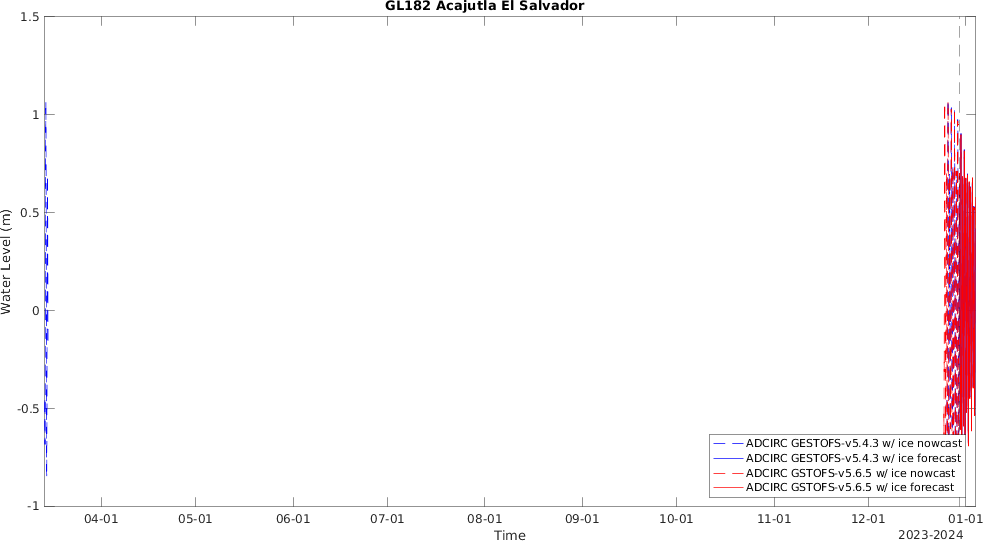 GL182 Acajutla El Salvador
1.5
1
0.5
0
-0.5
-1
Water Level (m)
04-01 05-01 06-01 07-01 08-01 09-01 10-01 11-01 12-01 01-01
Time
2023-2024
ADCIRC GESTOFS-v5.4.3 w/ ice nowcast
ADCIRC GESTOFS-v5.4.3 w/ ice forecast
ADCIRC GSTOFS-v5.6.5 w/ ice nowcast
ADCIRC GSTOFS-v5.6.5 w/ ice forecast